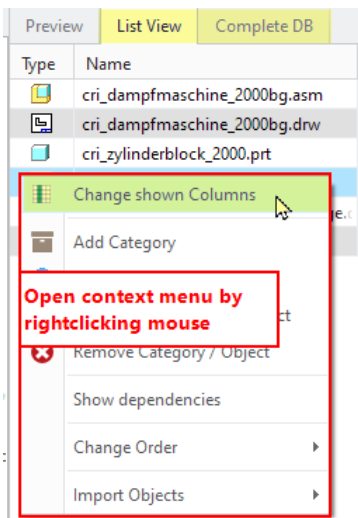 Preview List View Complete DB
Type Name
cri_dampfmaschine_2000bg.asm
cri_dampfmaschine_2000bg.drw
cri_zylinderblock_2000.prt
Change shown Columns
Add Category
Open context menu by
rightclicking mouse
Remove Category / Object
Show dependencies
Change Order
Import Objects